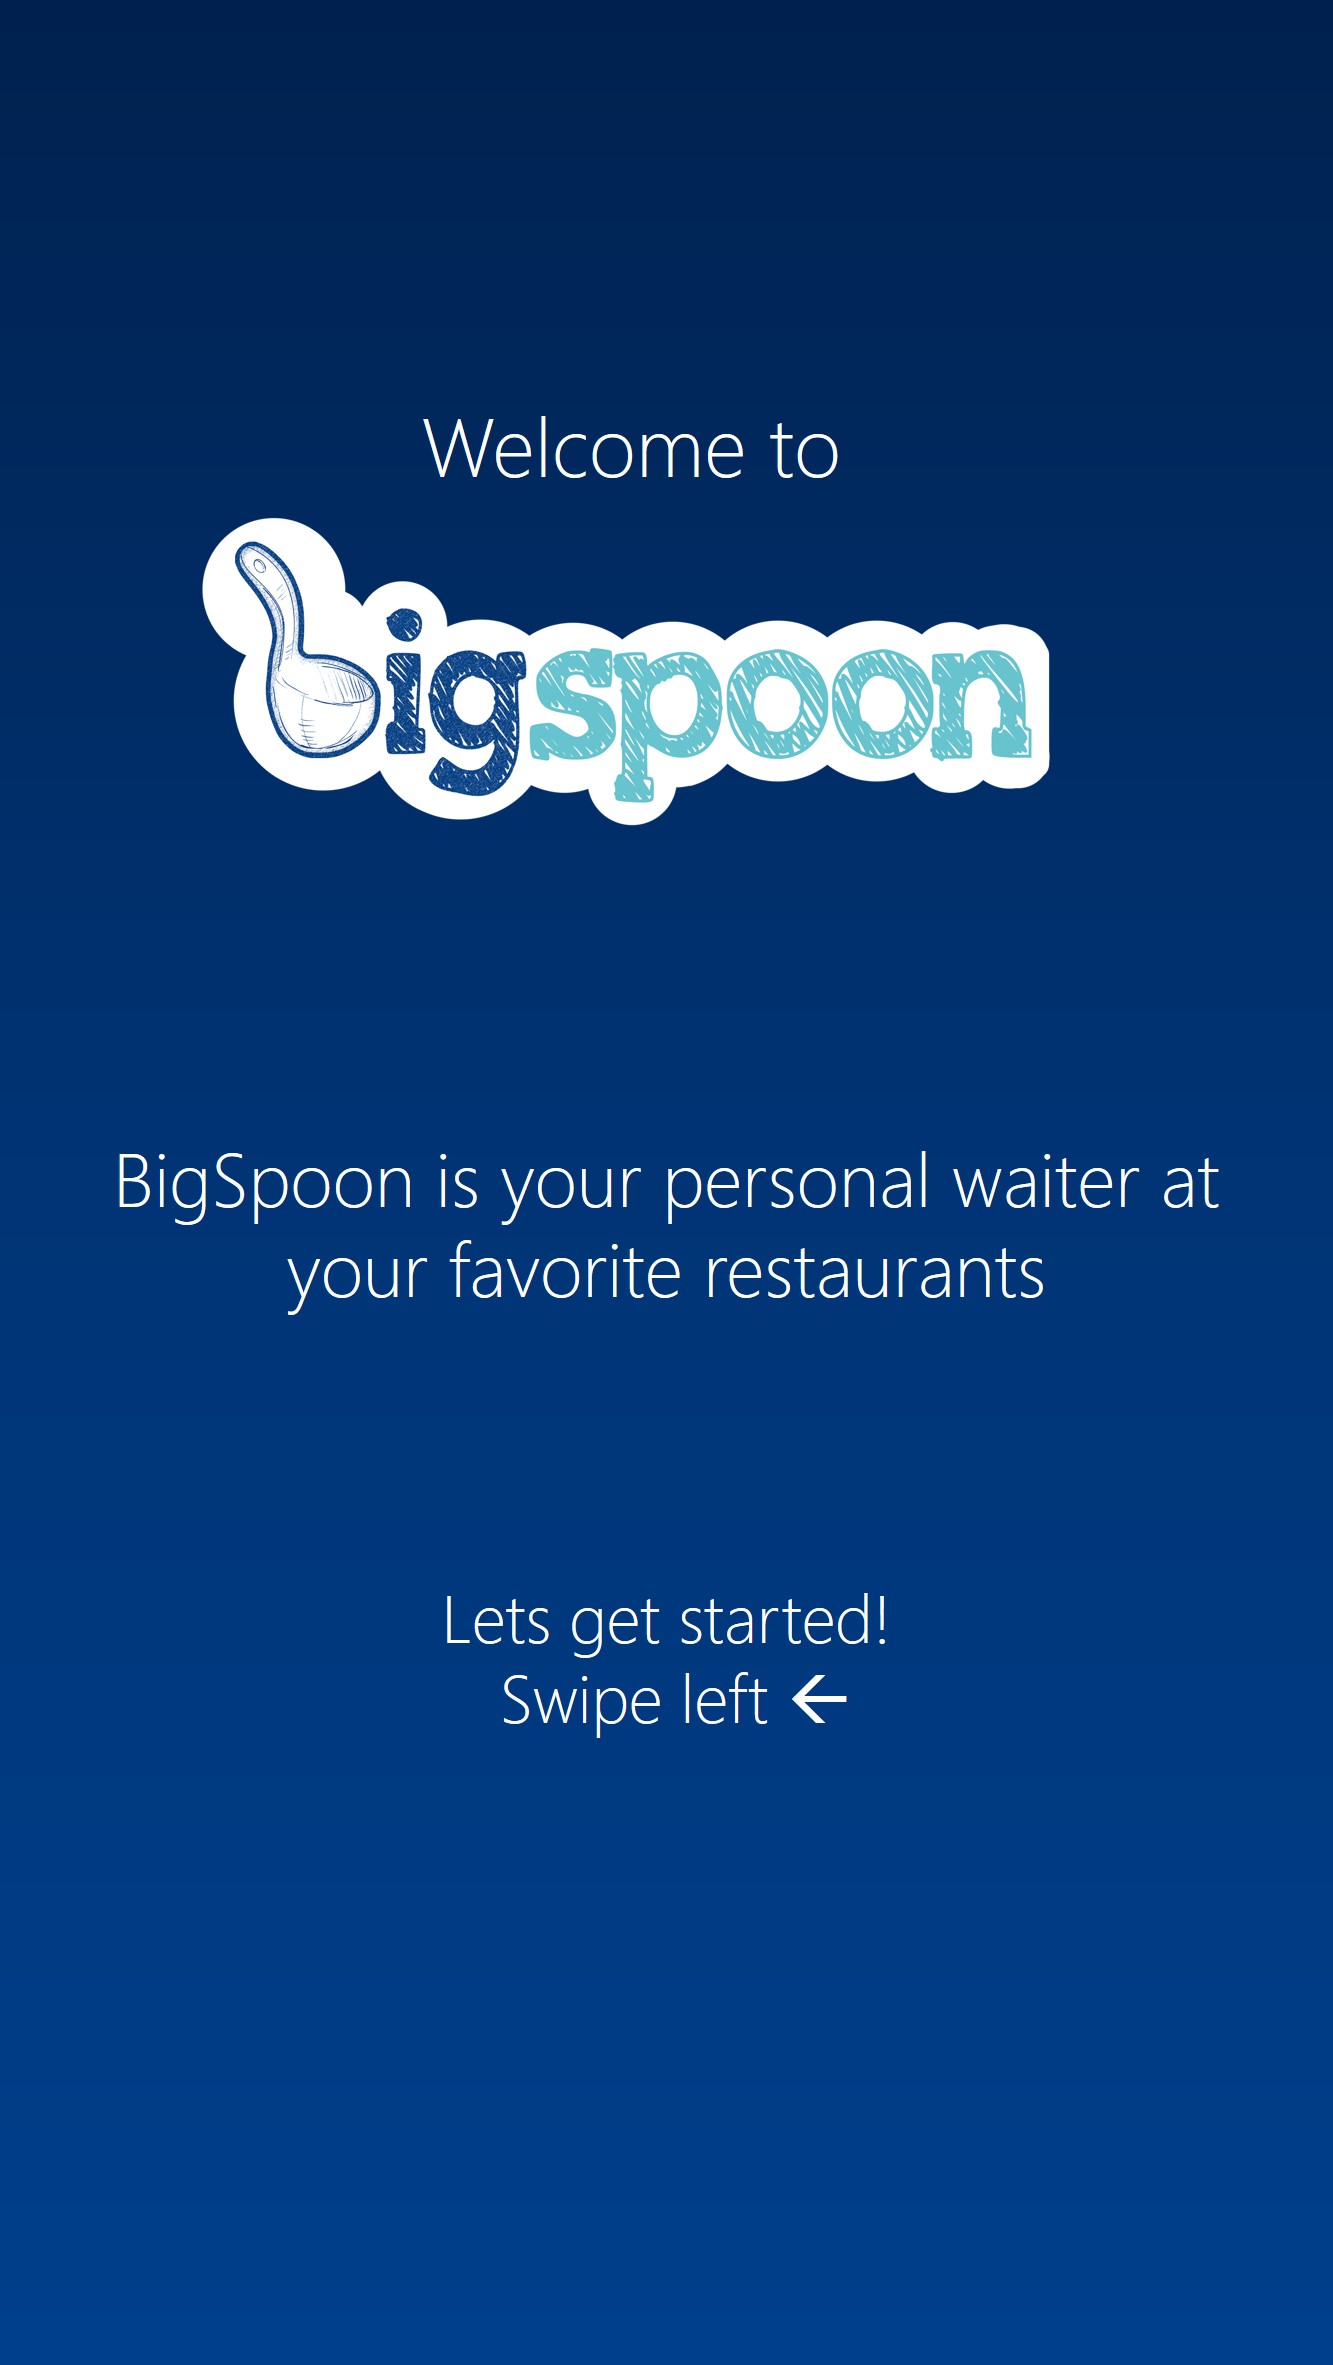 Welcome to
bigspoon
BigSpoon is your personal waiter at
your favorite restaurants
Lets get started!
Swipe left ←